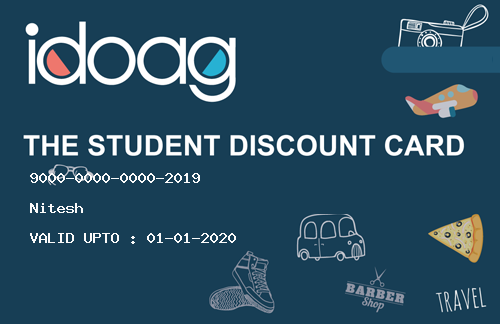 idoag
THE STUDENT DISCOUNT CARD
9000-0000-0000-2019
Nitesh
VALID UPTO : 01-01-2020
BARBER
Shop
TRAVEL